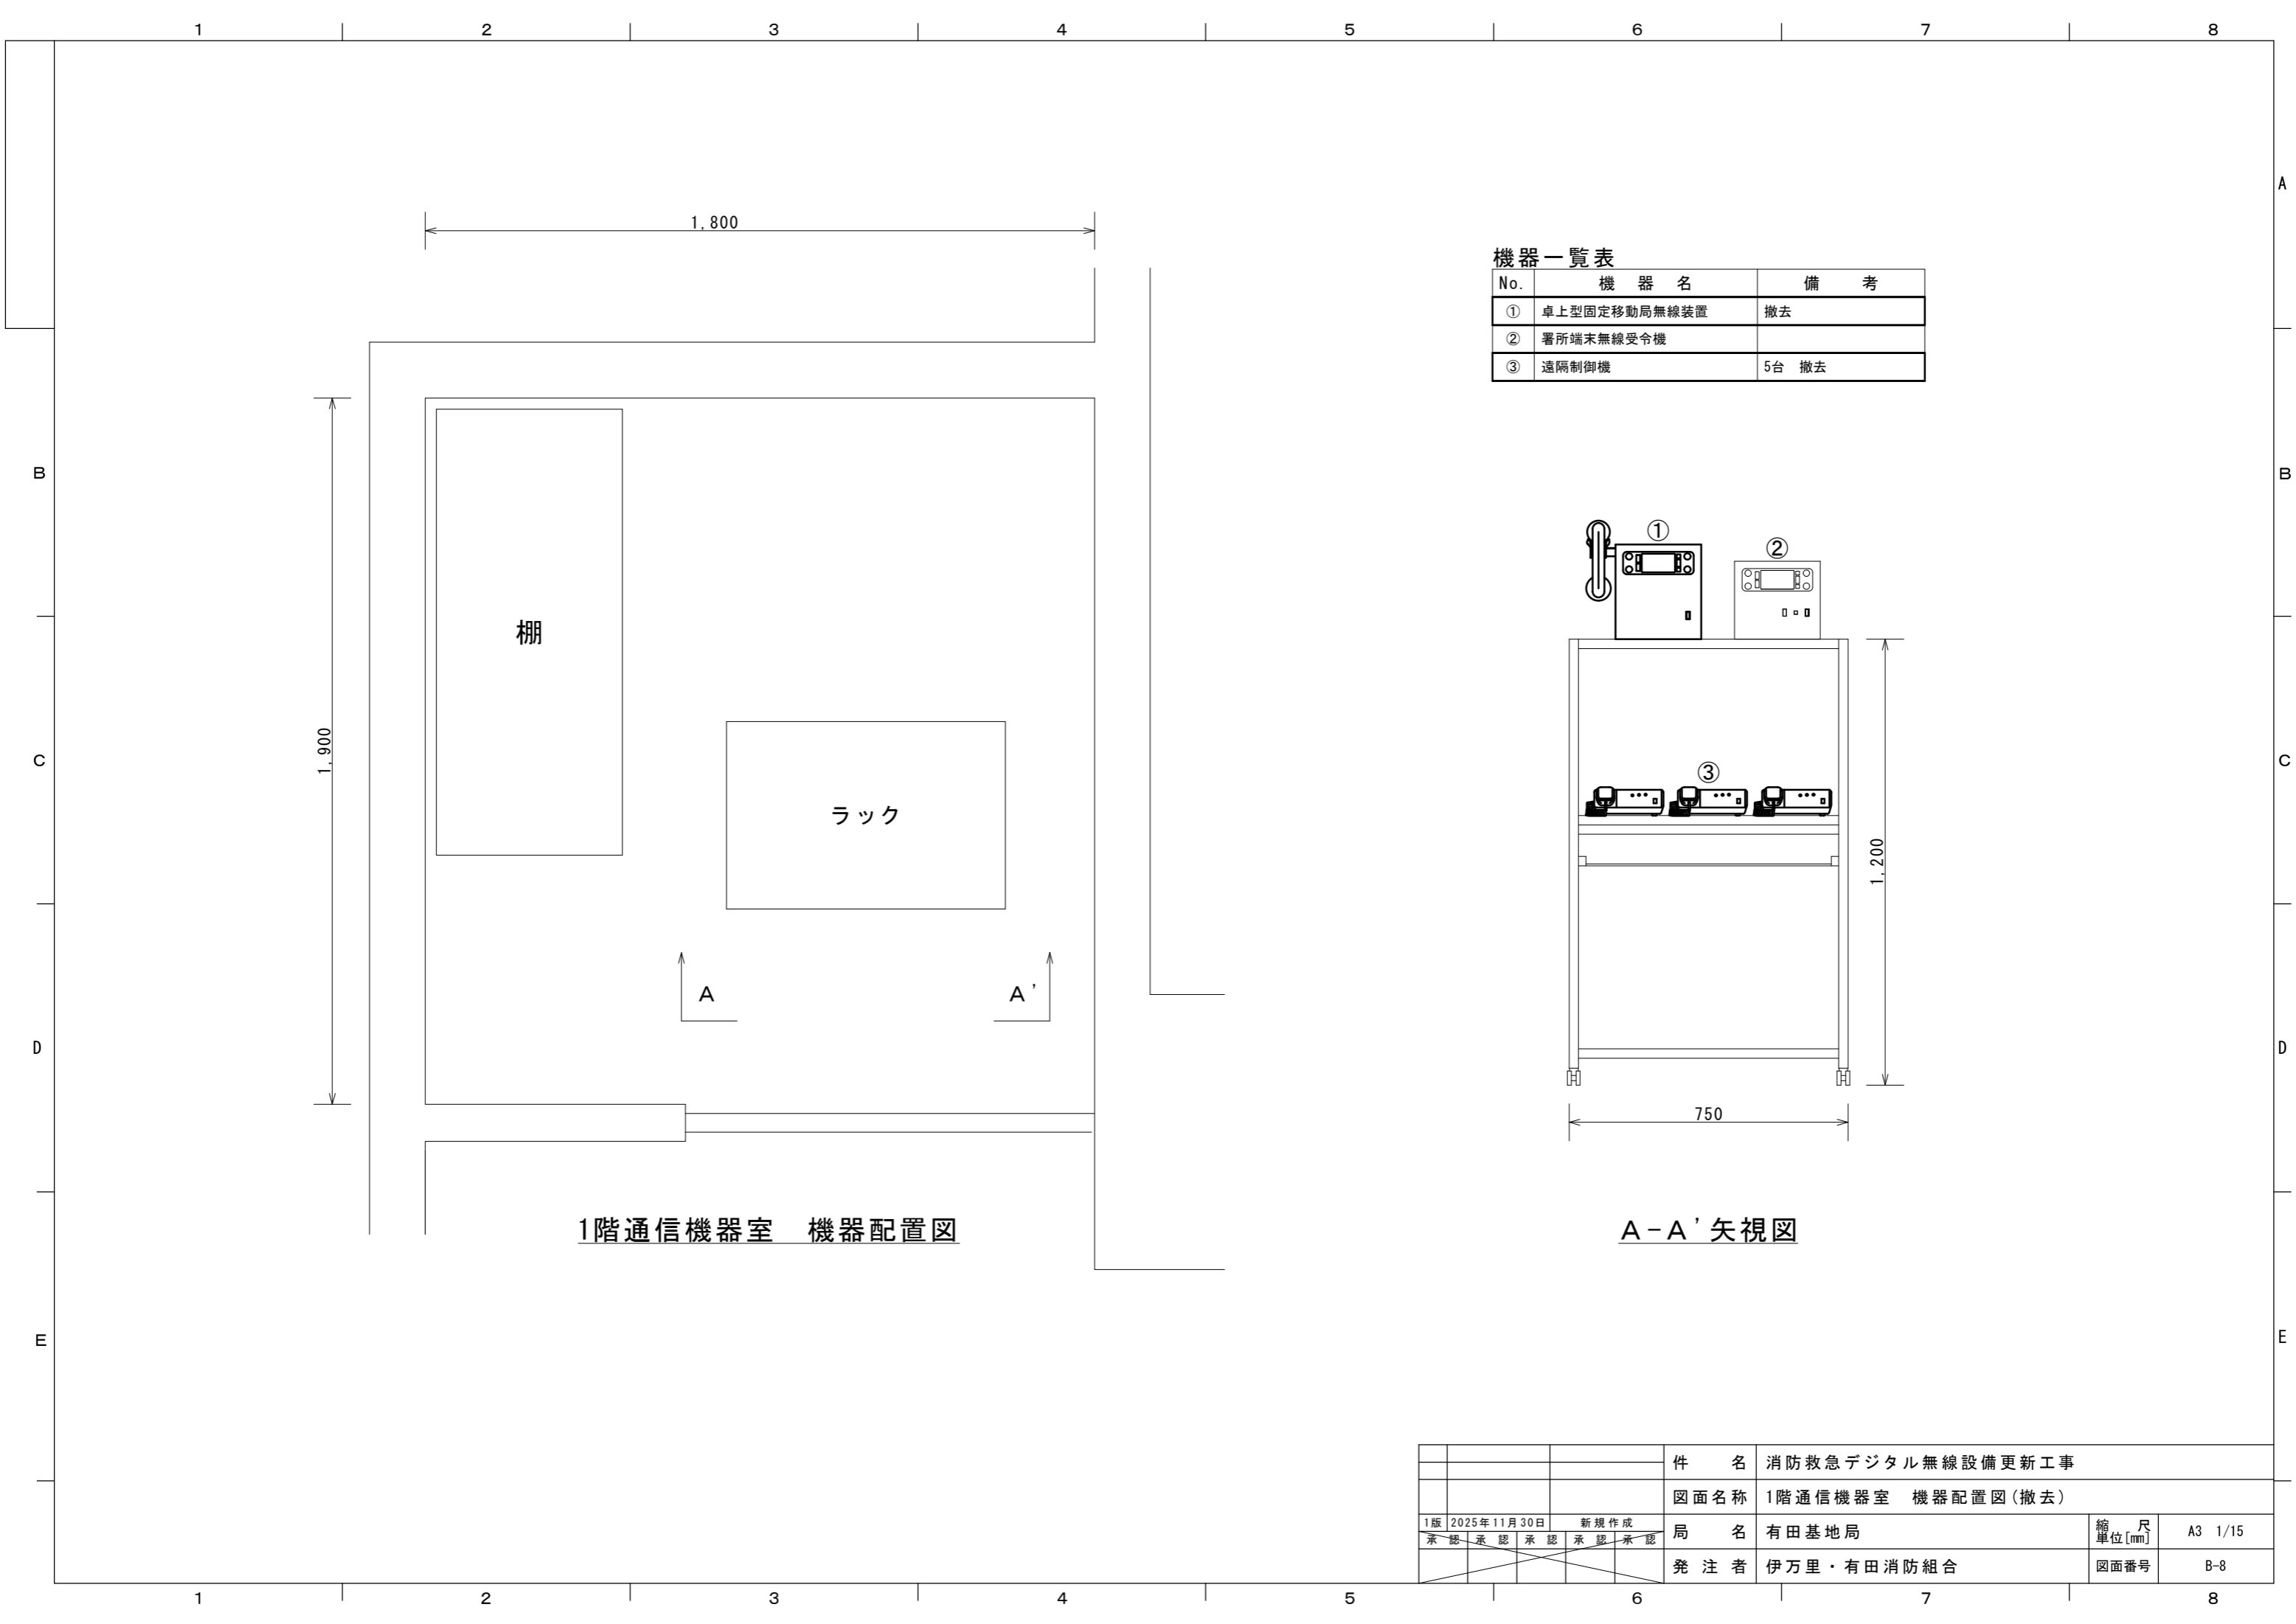 1 2 3 4 5 6 7 8
A
1,800
機器一覧表
No. 機 器 名 備 考
① 卓上型固定移動局無線装置 撤去
② 署所端末無線受令機
③ 遠隔制御機 5台 撤去
B B
① ②
棚
1,900
C C
③
ラック
1,200
A A'
D D
750
1階通信機器室 機器配置図
A-A'矢視図
E E
件 名 消防救急デジタル無線設備更新工事
図面名称 1階通信機器室 機器配置図(撤去)
1版 2025年11月30日 新規作成
承 認 承 認 承 認 承 認 承 認
局 名 有田基地局 縮 尺 単位[mm] A3 1/15
発 注 者 伊万里・有田消防組合 図面番号 B-8
1 2 3 4 5 6 7 8